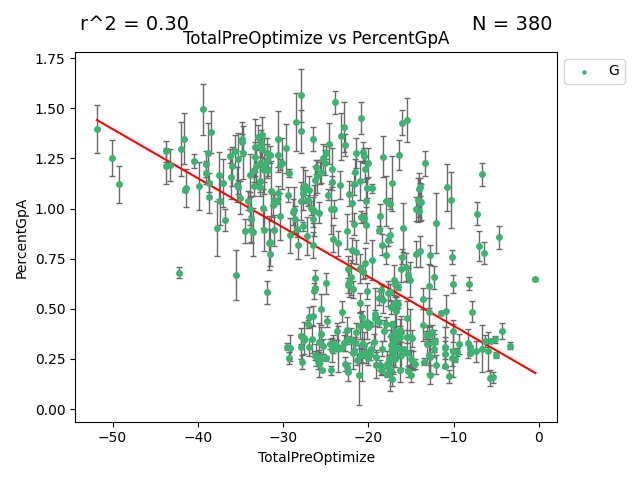 r^2 = 0.30
N = 380
TotalPreOptimize vs PercentGpA
G
PercentGpA
1.75
1.50
1.25
1.00
0.75
0.50
0.25
0.00
−50
−40
−30
−20
−10
0
TotalPreOptimize